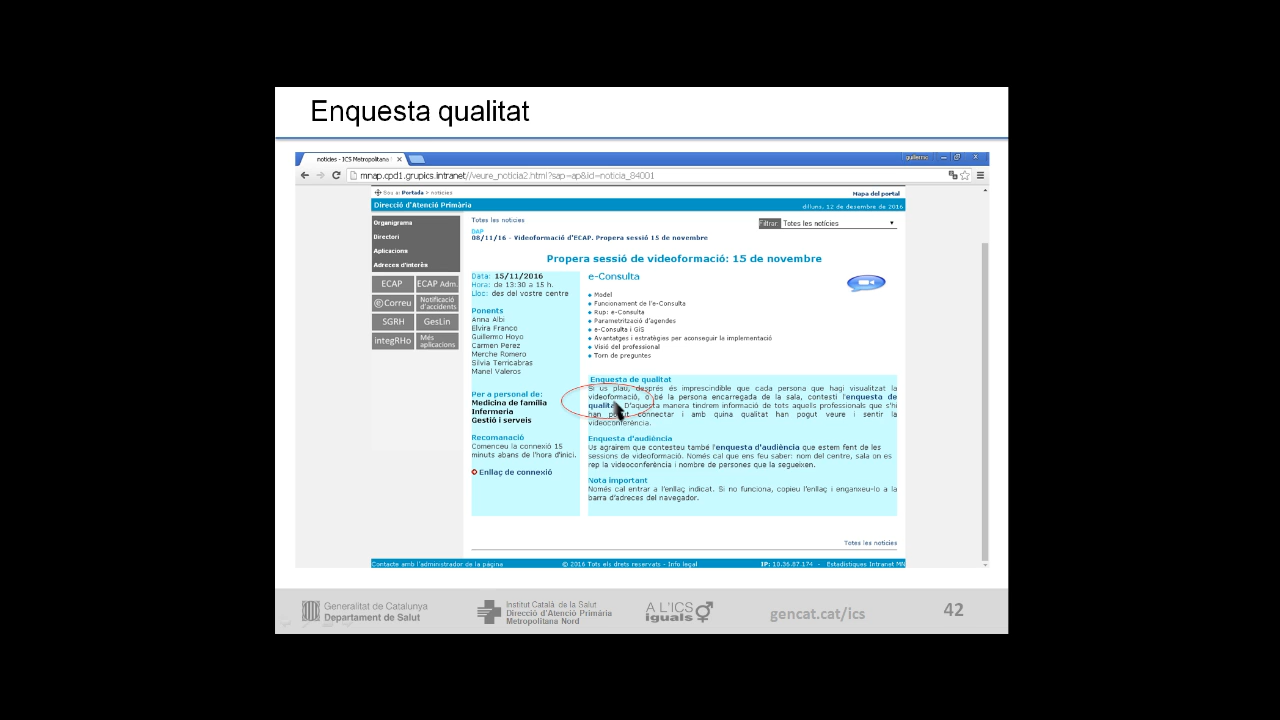 Enquesta qualitat
noticies - ICS Metropolitana
guillermo
mnap.cpd1.grupics.intranet//veure_noticia2.html?sap=ap&id=noticia_84001
Sou a: Portada > noticies
Mapa del portal
Direcció d'Atenció Primària
dilluns, 12 de desembre de 2016
Organigrama
Directori
Aplicacions
Adreces d'interès
ECAP
ECAP Adm.
Correu
Notificació d'accidents
SGRH
GesLin
integRHo
Més aplicacions
Totes les notícies
Filtrar:
Totes les notícies
DAP
08/11/16 - Videoformació d'ECAP. Propera sessió 15 de novembre
Propera sessió de videoformació: 15 de novembre
Data: 15/11/2016
Hora: de 13:30 a 15 h.
Lloc: des del vostre centre
Ponents
Anna Albi
Elvira Franco
Guillermo Hoyo
Carmen Perez
Merche Romero
Silvia Terricabras
Manel Valeros
Per a personal de:
Medicina de família
Infermeria
Gestió i serveis
Recomanació
Comenceu la connexió 15
minuts abans de l'hora d'inici.
Enllaç de connexió
e-Consulta
Model
Funcionament de l'e-Consulta
Rup: e-Consulta
Parametrització d'agendes
e-Consulta i GiS
Avantatges i estratègies per aconseguir la implementació
Visió del professional
Torn de preguntes
Enquesta de qualitat
Si us plau, després és imprescindible que cada persona que hagi visualitzat la
videoformació, o bé la persona encarregada de la sala, contesti l'enquesta de
qualitat. D'aquesta manera tindrem informació de tots aquells professionals que s'hi
han pogut connectar i amb quina qualitat han pogut veure i sentir la
videoconferència.
Enquesta d'audiència
Us agrairem que contesteu també l'enquesta d'audiència que estem fent de les
sessions de videoformació. Només cal que ens feu saber: nom del centre, sala on es
rep la videoconferència i nombre de persones que la segueixen.
Nota important
Només cal entrar a l'enllaç indicat. Si no funciona, copieu l'enllaç i enganxeu-lo a la
barra d'adreces del navegador.
Totes les notícies
Contacte amb l'administrador de la pàgina
© 2016 Tots els drets reservats - Info legal
IP: 10.36.87.174 - Estadístiques Intranet MN
Generalitat de Catalunya
Departament de Salut
Institut Català de la Salut
Direcció d'Atenció Primària
Metropolitana Nord
A L'ICS
iguals
gencat.cat/ics
42